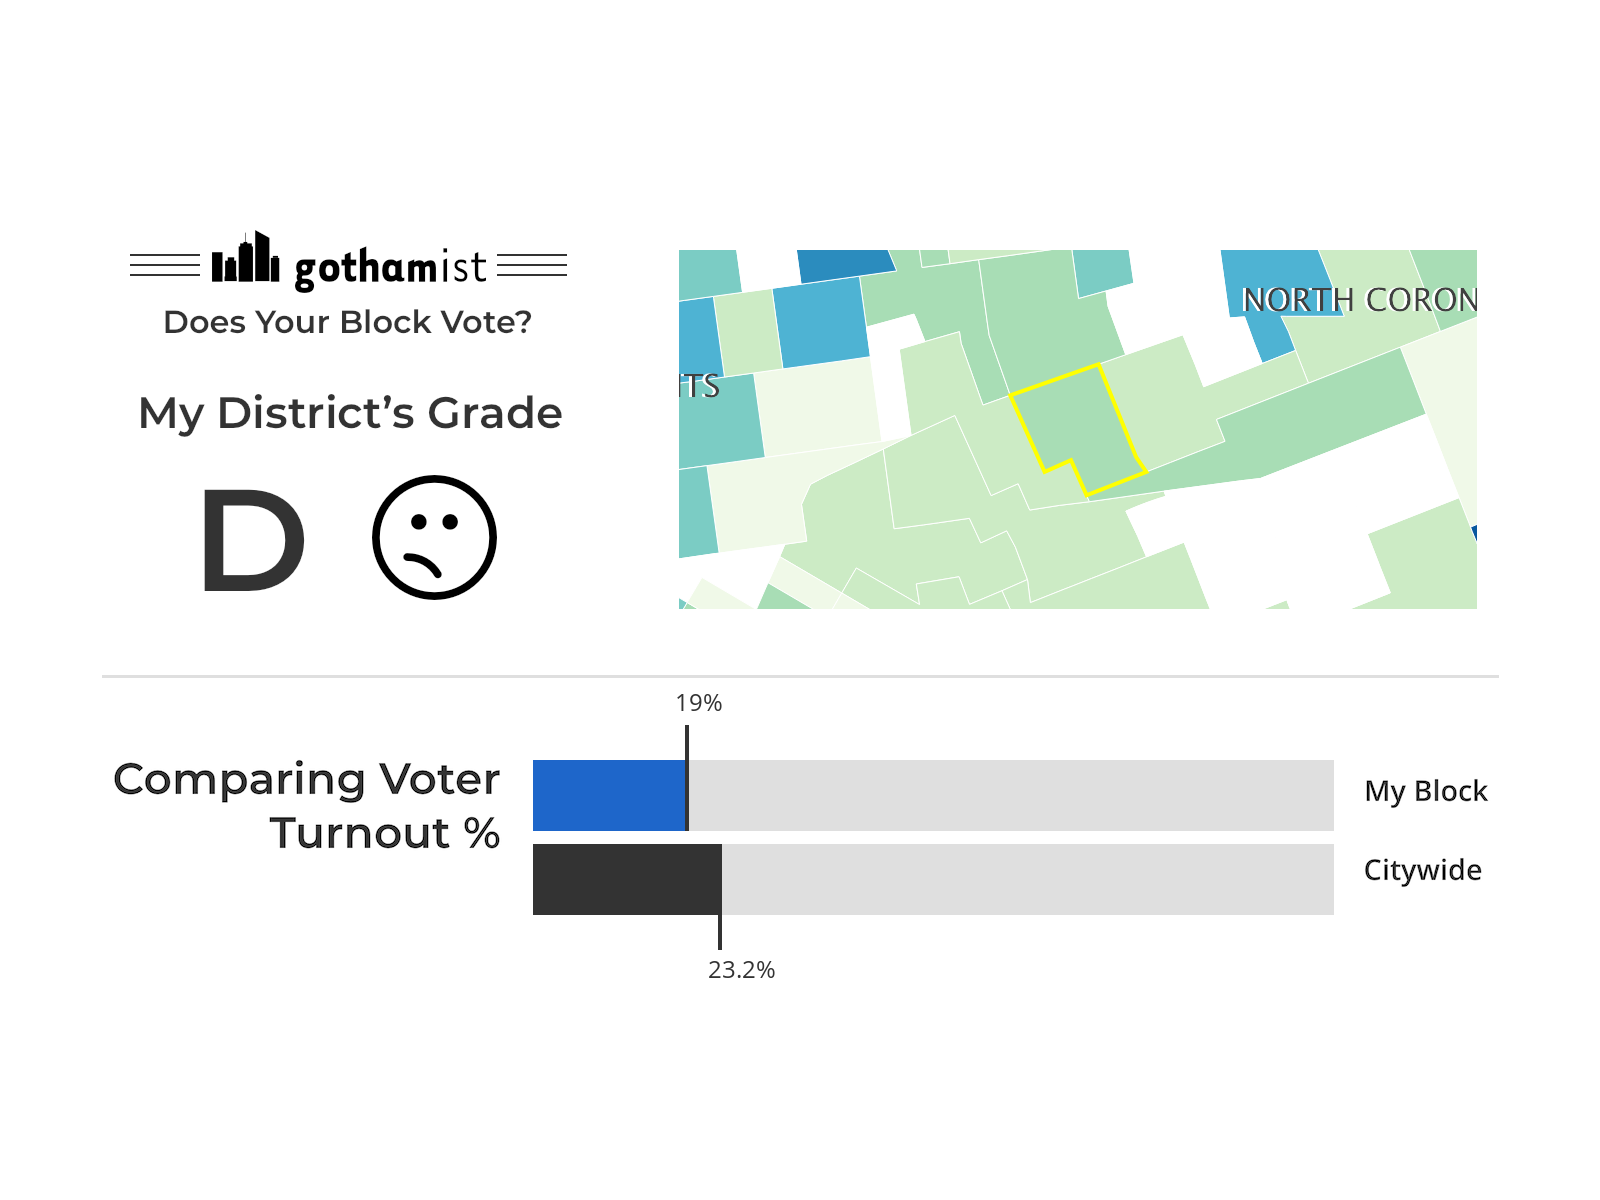 gothamist
Does Your Block Vote?
My District’s Grade
D
NORTH CORON
ITS
19%
Comparing Voter
Turnout %
My Block
Citywide
23.2%